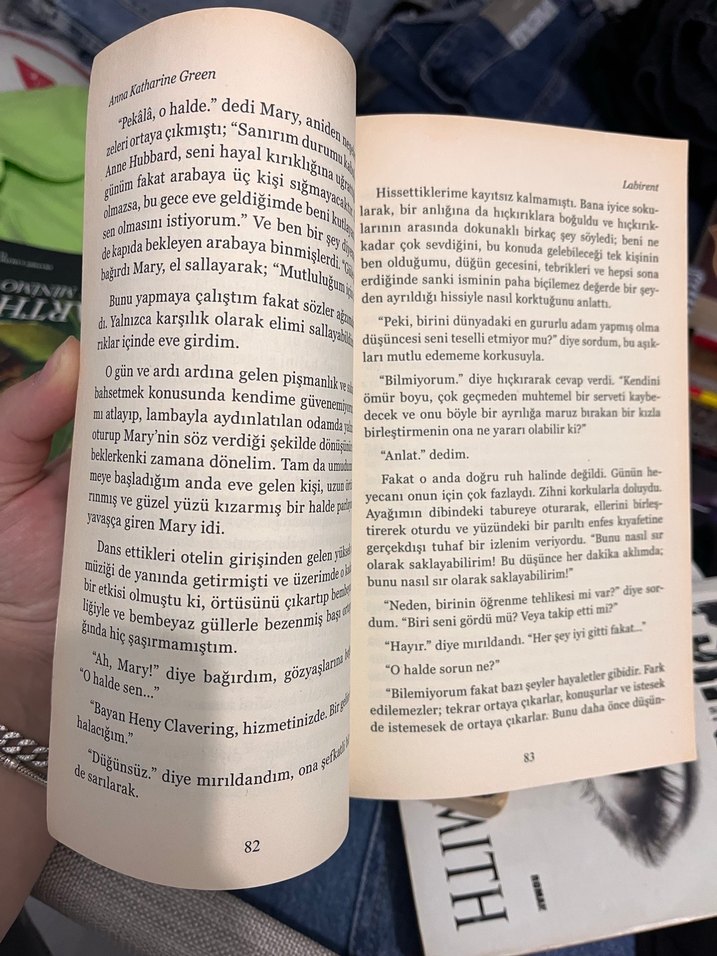 Anna Katharine Green
"Pekâlâ, o halde." dedi Mary, aniden
zeleri ortaya çıkmıştı; "Sanırım durumu
Anne Hubbard, seni hayal kırıklığına
günüm fakat arabaya üç kişi sığmayacaktır
olmazsa, bu gece eve geldiğimde beni
sen olmasını istiyorum." Ve ben bir şey
de kapıda bekleyen arabaya binmişlerdi.
bağırdı Mary, el sallayarak; "Mutluluğum
Bunu yapmaya çalıştım fakat sözler
dı. Yalnızca karşılık olarak elimi
rıklar içinde eve girdim.
O gün ve ardı ardına gelen pişmanlık ve
bahsetmek konusunda kendime
mı atlayıp, lambayla aydınlatılan odamda
oturup Mary'nin söz verdiği şekilde
beklerkenki zamana dönelim. Tam da
meye başladığım anda eve gelen kişi, uzun
rınmış ve güzel yüzü kızarmış bir halde
yavaşça giren Mary idi.
Dans ettikleri otelin girişinden gelen
müziği de yanında getirmişti ve üzerimde o
bir etkisi olmuştu ki, örtüsünü çıkartıp
liğiyle ve bembeyaz güllerle bezenmiş başı
ğında hiç şaşırmamıştım.
"Ah, Mary!" diye bağırdım, gözyaşlarına
"O halde sen..."
"Bayan Heny Clavering, hizmetinizde. Bir
halacığım."
"Düğünsüz." diye mırıldandım, ona şefkatli
de sarılarak.
82
Labirent
Hissettiklerime kayıtsız kalmamıştı. Bana iyice soku-
larak, bir anlığına da hıçkırıklara boğuldu ve hıçkırık-
larının arasında dokunaklı birkaç şey söyledi; beni ne
kadar çok sevdiğini, bu konuda gelebileceği tek kişinin
ben olduğumu, düğün gecesini, tebrikleri ve hepsi sona
erdiğinde sanki isminin paha biçilemez değerde bir şey-
den ayrıldığı hissiyle nasıl korktuğunu anlattı.
"Peki, birini dünyadaki en gururlu adam yapmış olma
düşüncesi seni teselli etmiyor mu?" diye sordum, bu aşık-
ları mutlu edememe korkusuyla.
"Bilmiyorum." diye hıçkırarak cevap verdi. "Kendini
ömür boyu, çok geçmeden muhtemel bir serveti kaybe-
decek ve onu böyle bir ayrılığa maruz bırakan bir kızla
birleştirmenin ona ne yararı olabilir ki?"
"Anlat." dedim.
Fakat o anda doğru ruh halinde değildi. Günün he-
yecanı onun için çok fazlaydı. Zihni korkularla doluydu.
Ayağımın dibindeki tabureye oturarak, ellerini birleş-
tirerek oturdu ve yüzündeki bir parıltı enfes kıyafetine
gerçekdışı tuhaf bir izlenim veriyordu. "Bunu nasıl sır
olarak saklayabilirim! Bu düşünce her dakika aklımda;
bunu nasıl sır olarak saklayabilirim!"
"Neden, birinin öğrenme tehlikesi mi var?" diye sor-
dum. "Biri seni gördü mü? Veya takip etti mi?"
"Hayır." diye mırıldandı. "Her şey iyi gitti fakat..."
"O halde sorun ne?"
"Bilemiyorum fakat bazı şeyler hayaletler gibidir. Fark
edilemezler; tekrar ortaya çıkarlar, konuşurlar ve istesek
de istemesek de ortaya çıkarlar. Bunu daha önce düşün-
83
mavi
ARTH
MINIMO
MITH
ROMAN